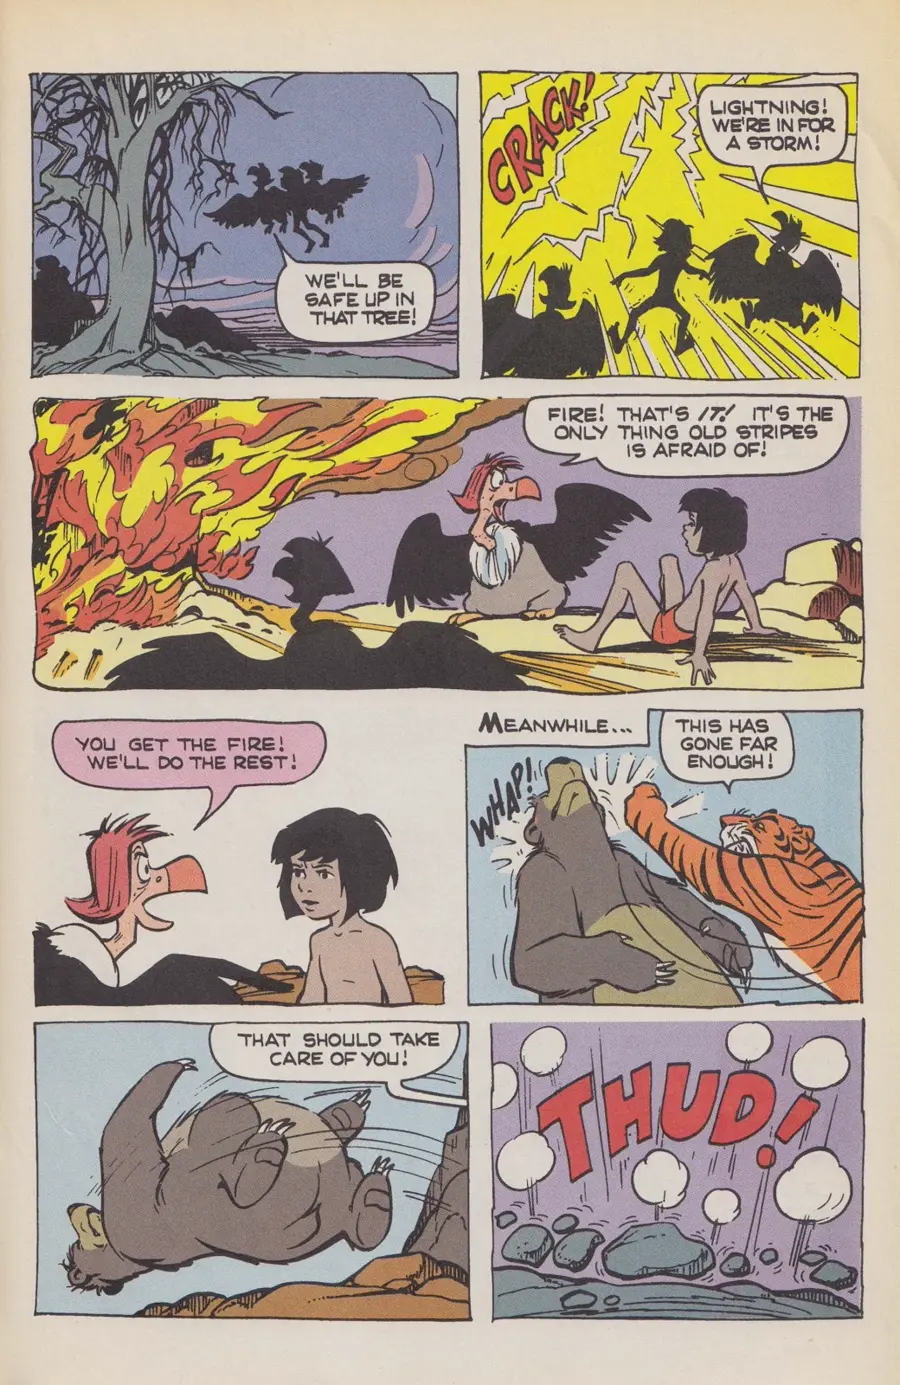 WE'LL BE
SAFE UP IN
THAT TREE!
CRACK!
LIGHTNING!
WE'RE IN FOR
A STORM!
FIRE! THAT'S IT! IT'S THE
ONLY THING OLD STRIPES
IS AFRAID OF!
YOU GET THE FIRE!
WE'LL DO THE REST!
MEANWHILE...
WHAP!
THIS HAS
GONE FAR
ENOUGH!
THAT SHOULD TAKE
CARE OF YOU!
THUD!